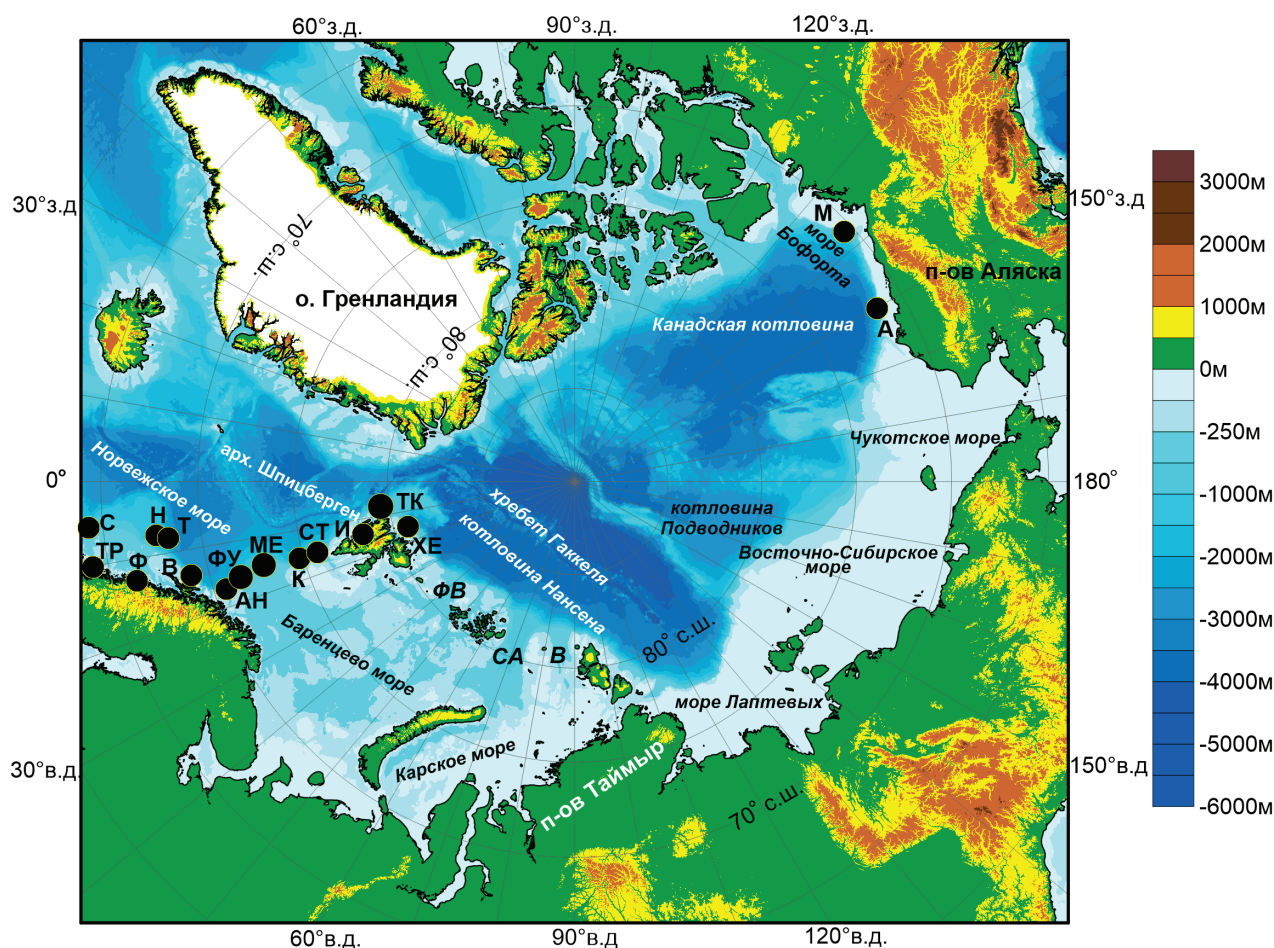 60°з.д.
90°з.д.
120°з.д.
30°з.д
150°з.д
3000м
2000м
1000м
0м
-250м
-1000м
-2000м
-3000м
-4000м
-5000м
-6000м
М
море
Бофорта
п-ов Аляска
70° с.ш.
о. Гренландия
80° с.ш.
Канадская котловина
А
Чукотское море
0°
180°
Норвежское море
арх. Шпицберген
хребет Гаккеля
котловина Нансена
котловина
Подводников
Восточно-Сибирское
море
С
Н
Т
ТК
И
ХЕ
СТ
К
МЕ
ФУ
АН
В
Ф
ТР
ФВ
СА
В
Баренцево море
80° с.ш.
море Лаптевых
Карское море
п-ов Таймыр
70° с.ш.
30°в.д.
150°в.д
60°в.д.
90°в.д
120°в.д.